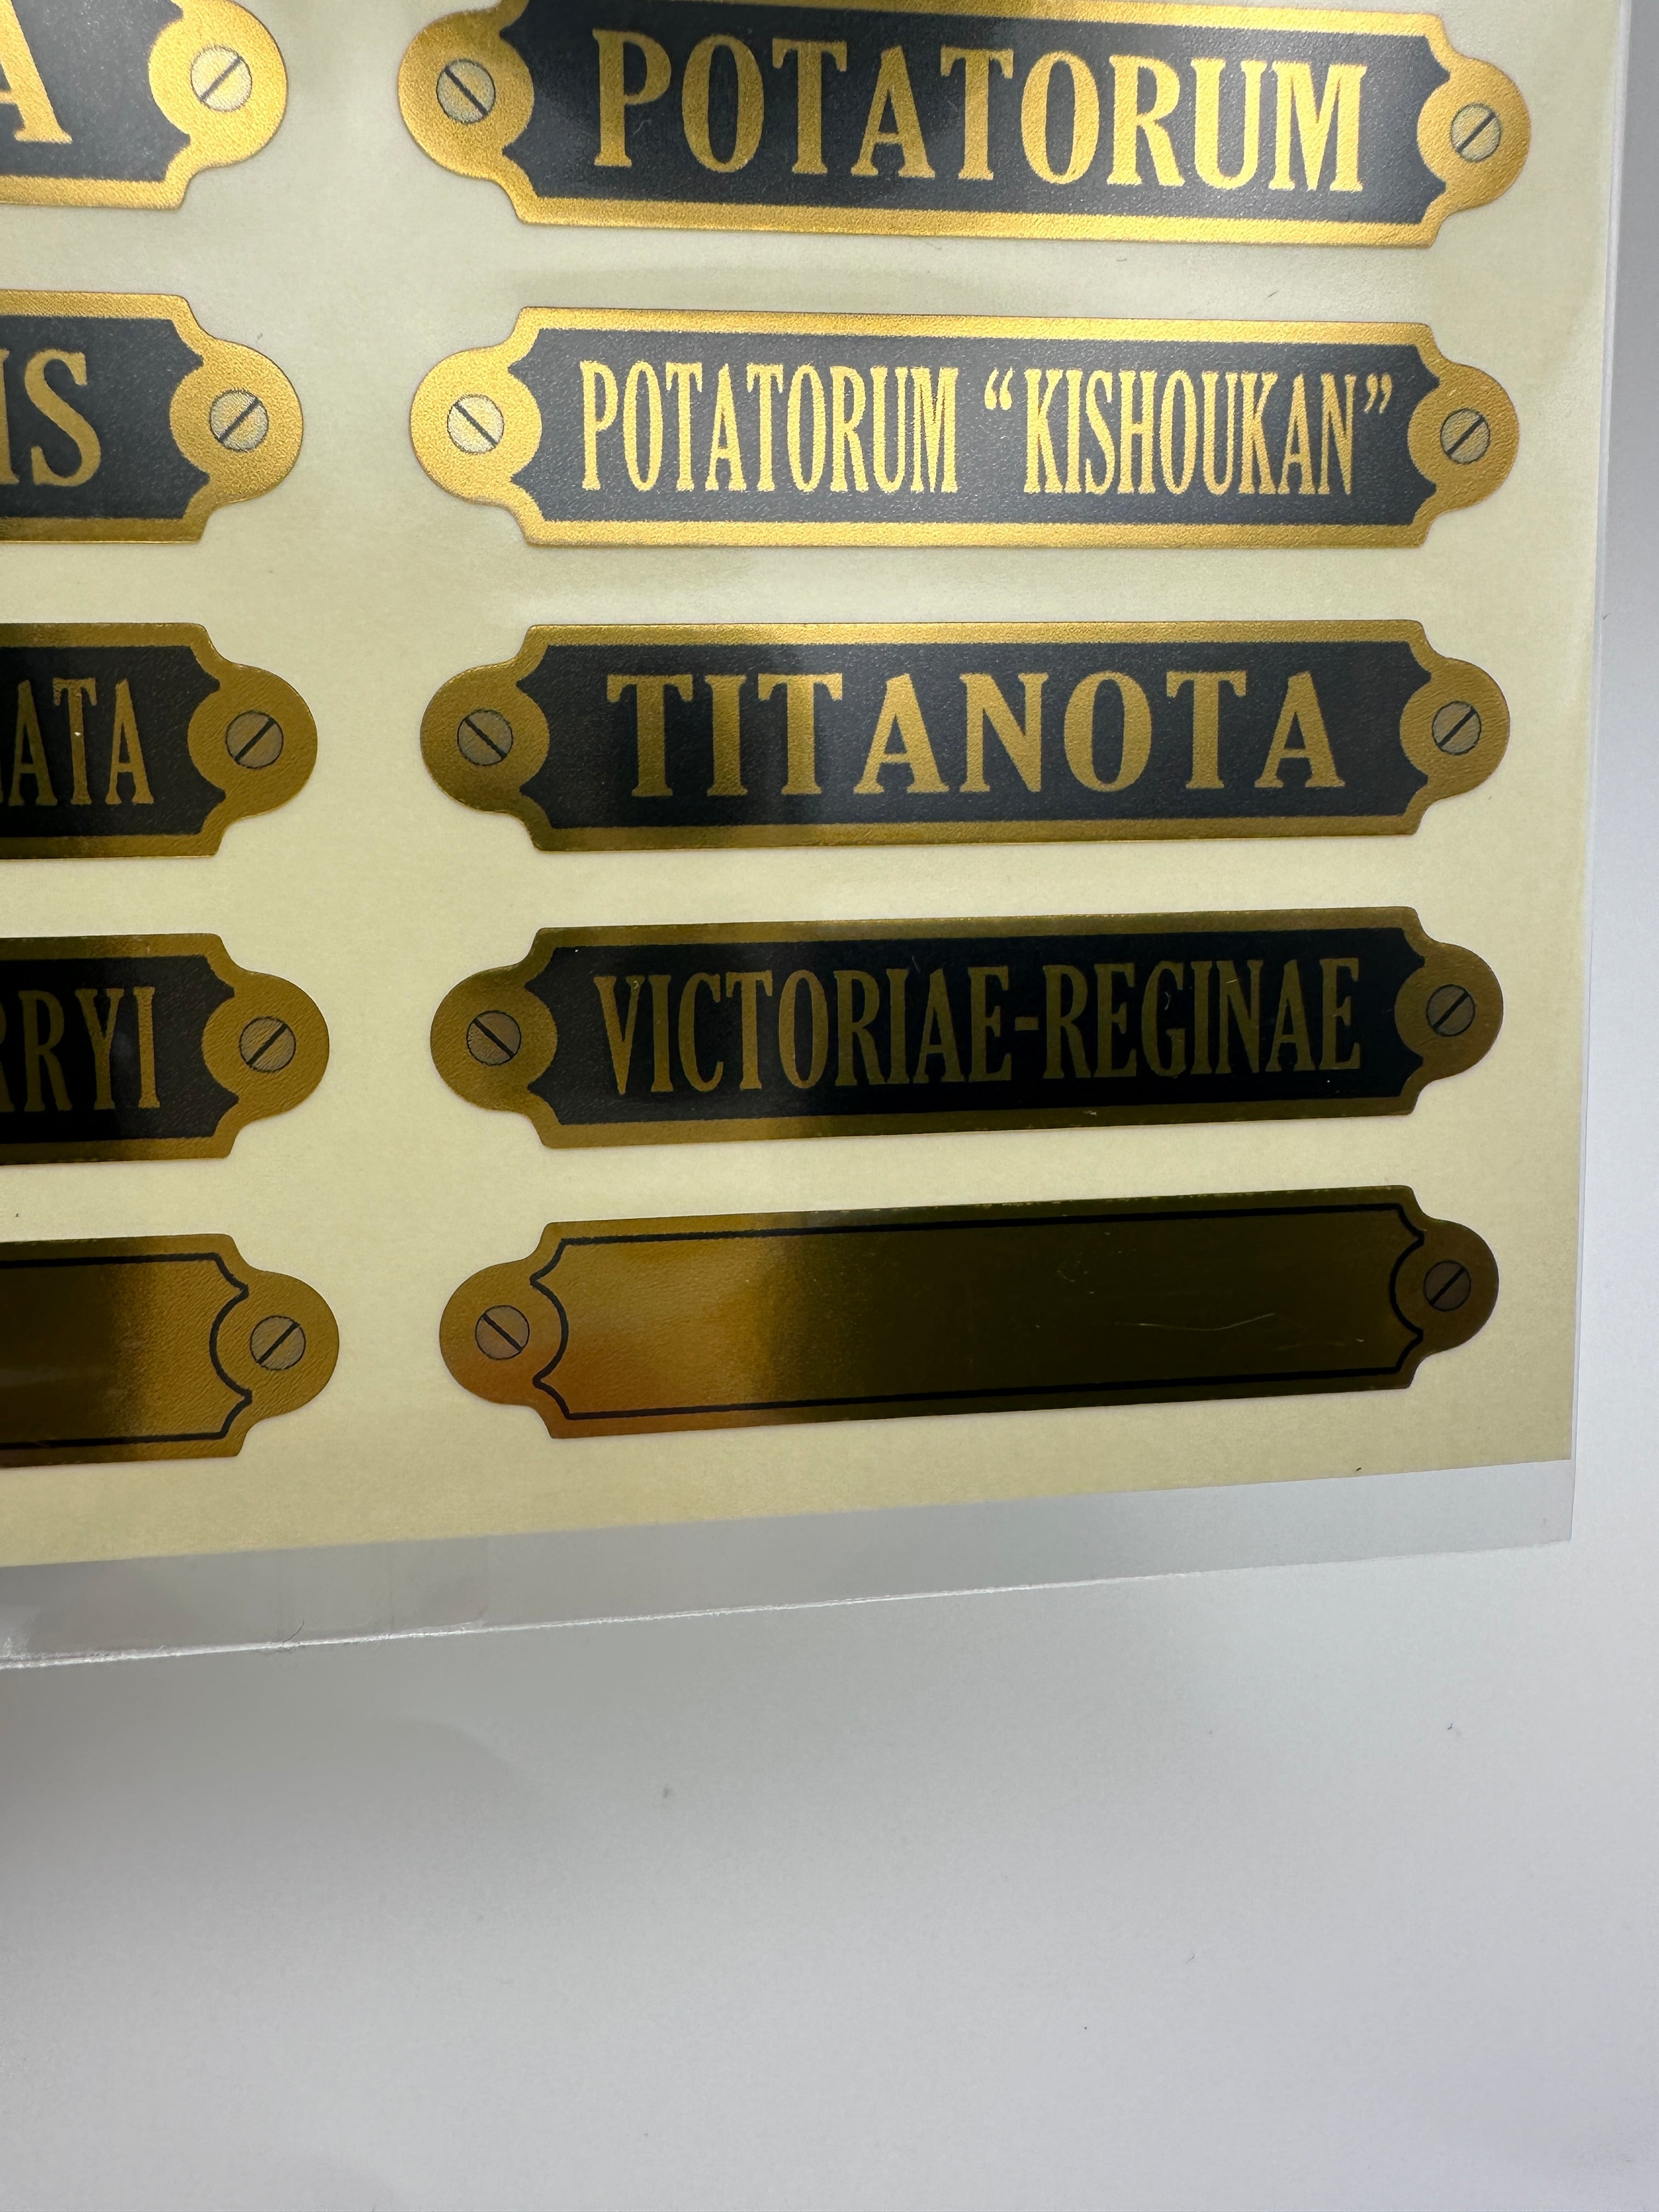 A
POTATORUM
IS
POTATORUM “KISHOUKAN”
ATA
TITANOTA
RRYI
VICTORIAE-REGINAE